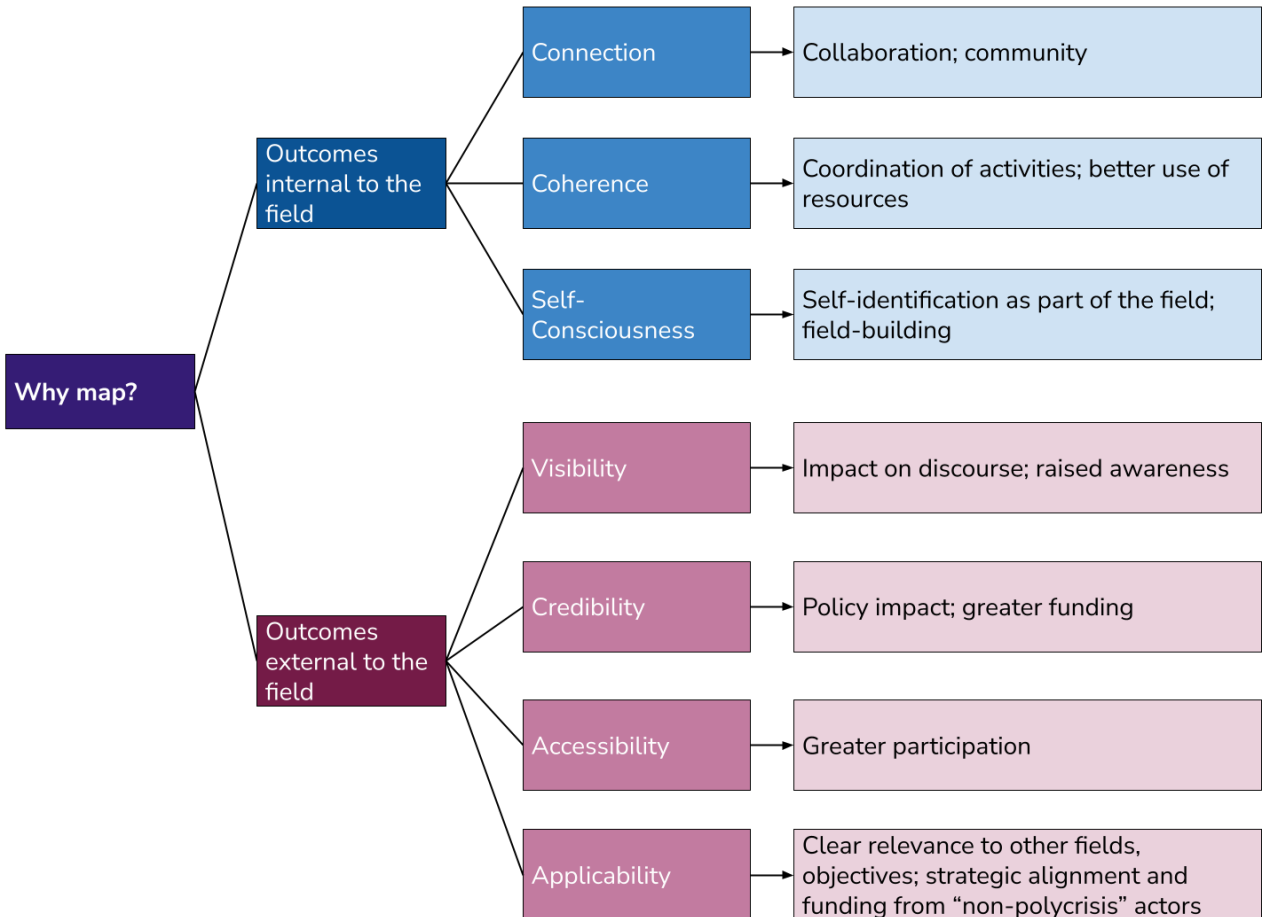 Connection
Collaboration; community
Outcomes
internal to the
field
Coherence
Coordination of activities; better use of
resources
Self-
Consciousness
Self-identification as part of the field;
field-building
Why map?
Visibility
Impact on discourse; raised awareness
Outcomes
external to the
field
Credibility
Policy impact; greater funding
Accessibility
Greater participation
Applicability
Clear relevance to other fields,
objectives; strategic alignment and
funding from “non-polycrisis” actors